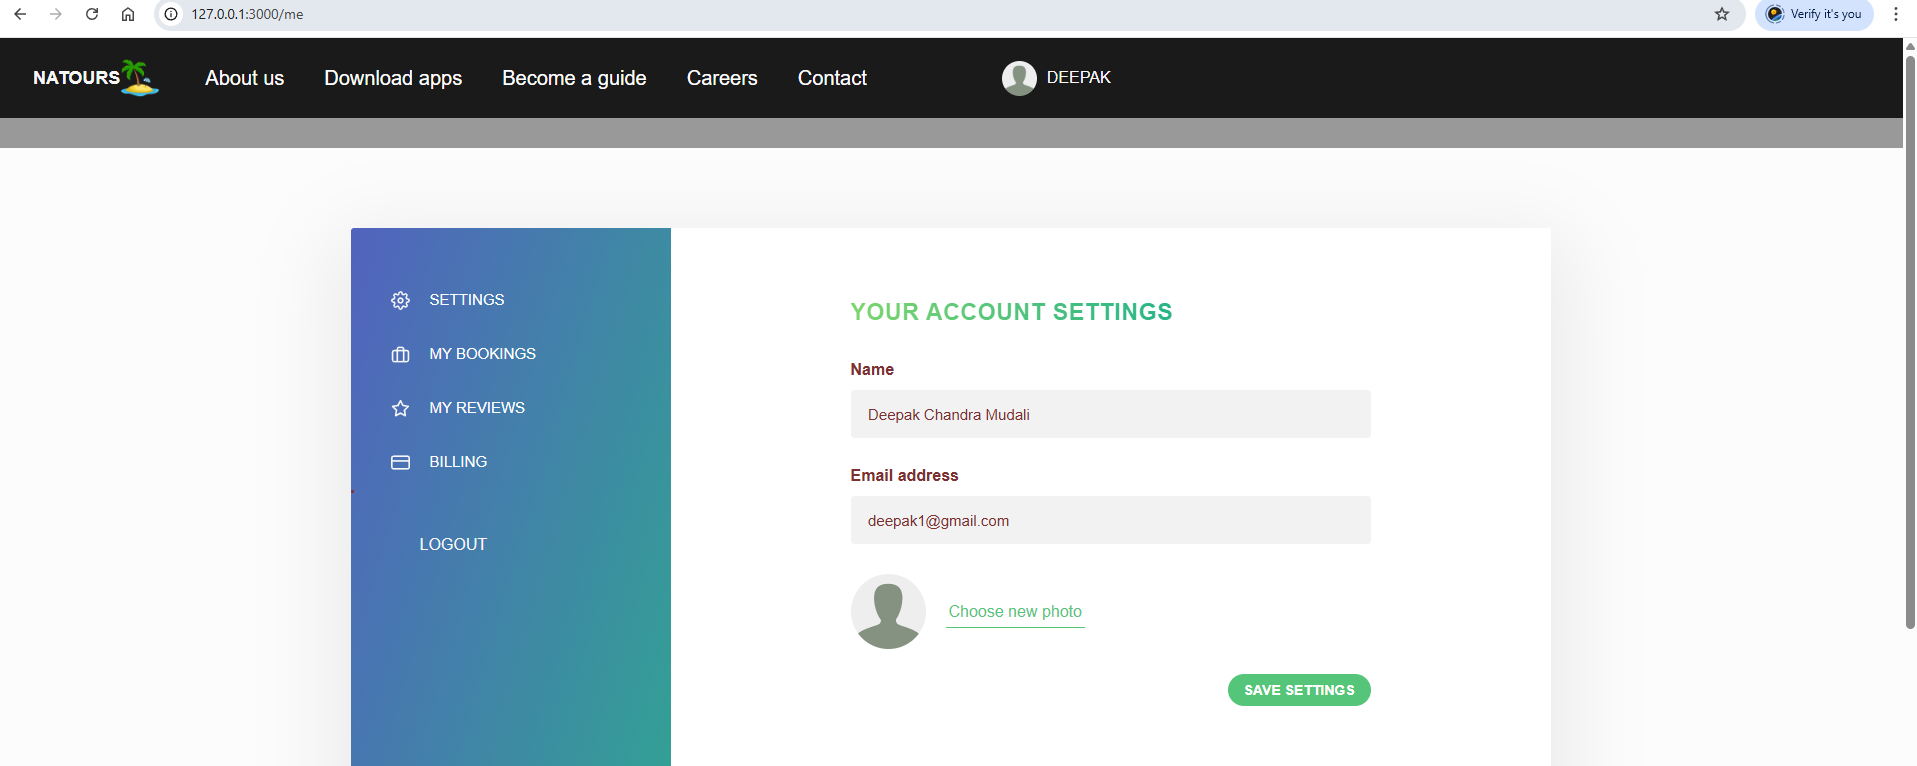 127.0.0.1:3000/me
Verify it's you
NATOURS About us Download apps Become a guide Careers Contact DEEPAK
SETTINGS
MY BOOKINGS
MY REVIEWS
BILLING
LOGOUT
YOUR ACCOUNT SETTINGS
Name
Deepak Chandra Mudali
Email address
deepak1@gmail.com
Choose new photo
SAVE SETTINGS